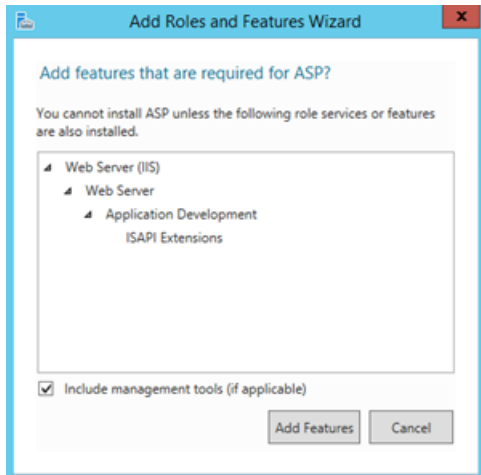 Add Roles and Features Wizard
x
Add features that are required for ASP?
You cannot install ASP unless the following role services or features
are also installed.
Web Server (IIS)
Web Server
Application Development
ISAPI Extensions
Include management tools (if applicable)
Add Features Cancel